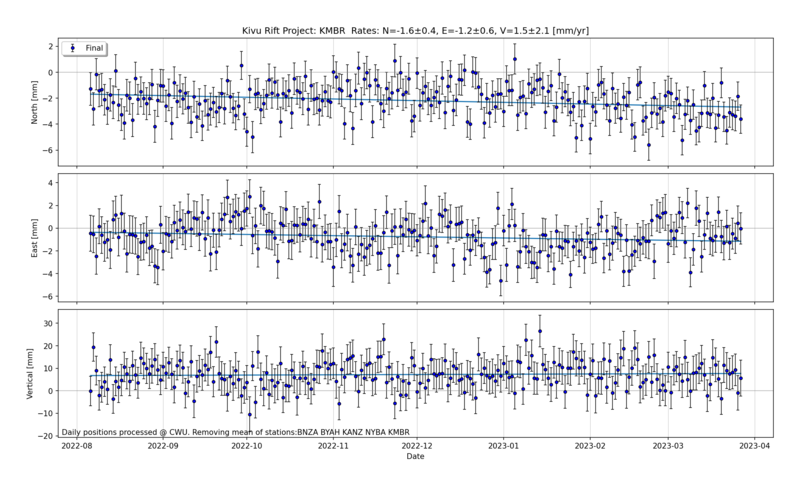 Kivu Rift Project: KMBR Rates: N=-1.6±0.4, E=-1.2±0.6, V=1.5±2.1 [mm/yr]
Final
North [mm]
2
0
−2
−4
−6
East [mm]
4
2
0
−2
−4
−6
Vertical [mm]
30
20
10
0
−10
−20
Daily positions processed @ CWU. Removing mean of stations:BNZA BYAH KANZ NYBA KMBR
2022-08 2022-09 2022-10 2022-11 2022-12 2023-01 2023-02 2023-03 2023-04
Date